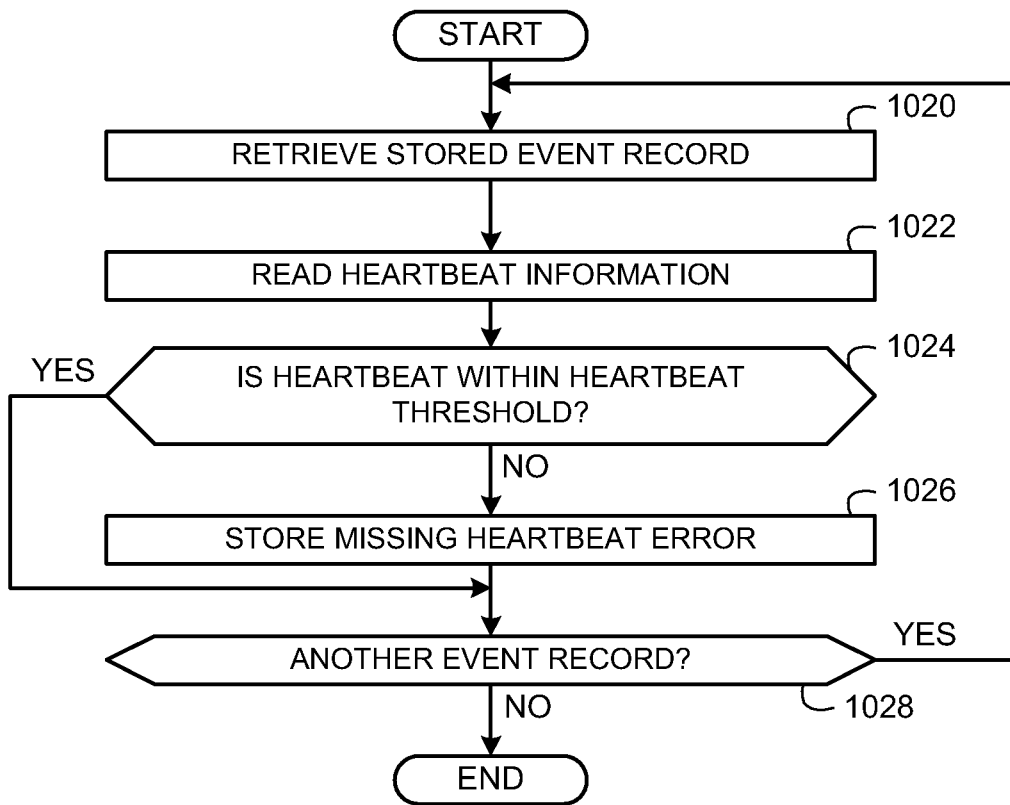 START
1020
RETRIEVE STORED EVENT RECORD
1022
READ HEARTBEAT INFORMATION
1024
YES
IS HEARTBEAT WITHIN HEARTBEAT
THRESHOLD?
NO
1026
STORE MISSING HEARTBEAT ERROR
YES
ANOTHER EVENT RECORD?
1028
NO
END